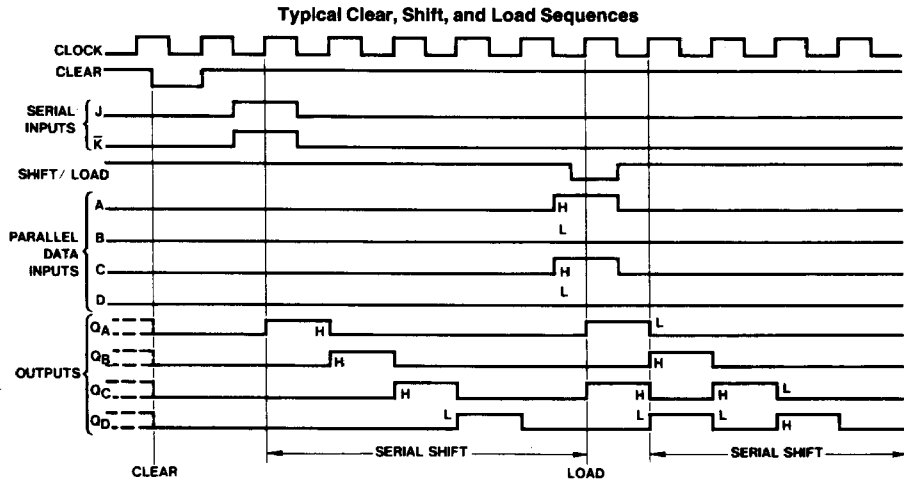 Typical Clear, Shift, and Load Sequences
CLOCK
CLEAR
SERIAL INPUTS
J
K̅
SHIFT/ LOAD
PARALLEL DATA INPUTS
A
H
B
L
C
H
D
L
OUTPUTS
QA
H
L
QB
H
H
QC
H
H
H
L
QD
L
L
L
H
SERIAL SHIFT
SERIAL SHIFT
CLEAR
LOAD